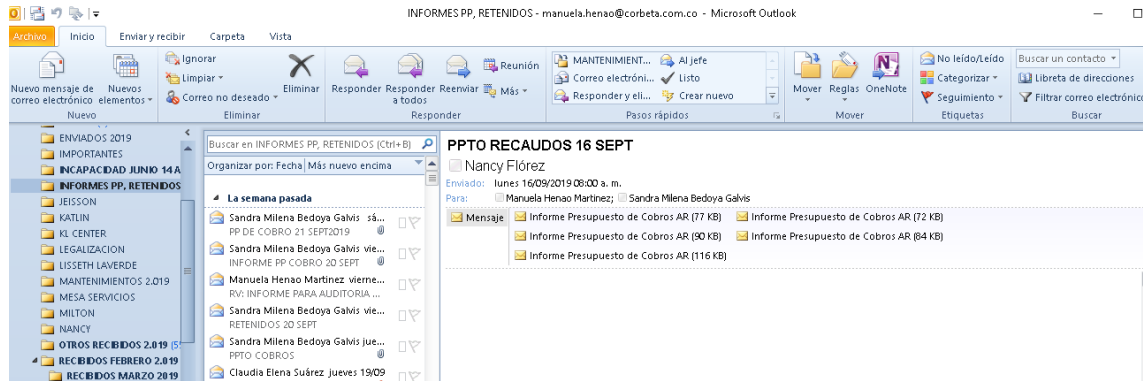 INFORMES PP, RETENIDOS - manuela.henao@corbeta.com.co - Microsoft Outlook
Archivo Inicio Enviar y recibir Carpeta Vista
Nuevo mensaje de correo electrónico
Nuevos elementos
Nuevo
Ignorar
Limpiar
Correo no deseado
Eliminar
Eliminar
Responder
Responder a todos
Reenviar
Reunión
Más
Responder
MANTENIMIENT...
Al jefe
Correo electróni...
Listo
Responder y eli...
Crear nuevo
Pasos rápidos
Mover
Reglas
OneNote
Mover
No leído/Leído
Categorizar
Seguimiento
Etiquetas
Buscar un contacto
Libreta de direcciones
Filtrar correo electrónico
Buscar
ENVIADOS 2019
IMPORTANTES
INCAPACIDAD JUNIO 14 A
INFORMES PP, RETENIDOS
JEISSON
KATLIN
KL CENTER
LEGALIZACION
LISSETH LAVERDE
MANTENIMIENTOS 2.019
MESA SERVICIOS
MILTON
NANCY
OTROS RECIBIDOS 2.019
RECIBIDOS FEBRERO 2.019
RECIBIDOS MARZO 2019
Buscar en INFORMES PP, RETENIDOS (Ctrl+B)
Organizar por: Fecha Más nuevo encima
La semana pasada
Sandra Milena Bedoya Galvis sá...
PP DE COBRO 21 SEPT2019
Sandra Milena Bedoya Galvis vie...
INFORME PP COBRO 20 SEPT
Manuela Henao Martinez vierne...
RV: INFORME PARA AUDITORIA ...
Sandra Milena Bedoya Galvis vie...
RETENIDOS 20 SEPT
Sandra Milena Bedoya Galvis jue...
PPTO COBROS
Claudia Elena Suárez jueves 19/09
PPTO RECAUDOS 16 SEPT
Nancy Flórez
Enviado: lunes 16/09/2019 08:00 a. m.
Para: Manuela Henao Martinez; Sandra Milena Bedoya Galvis
Mensaje
Informe Presupuesto de Cobros AR (77 KB)
Informe Presupuesto de Cobros AR (72 KB)
Informe Presupuesto de Cobros AR (90 KB)
Informe Presupuesto de Cobros AR (84 KB)
Informe Presupuesto de Cobros AR (116 KB)